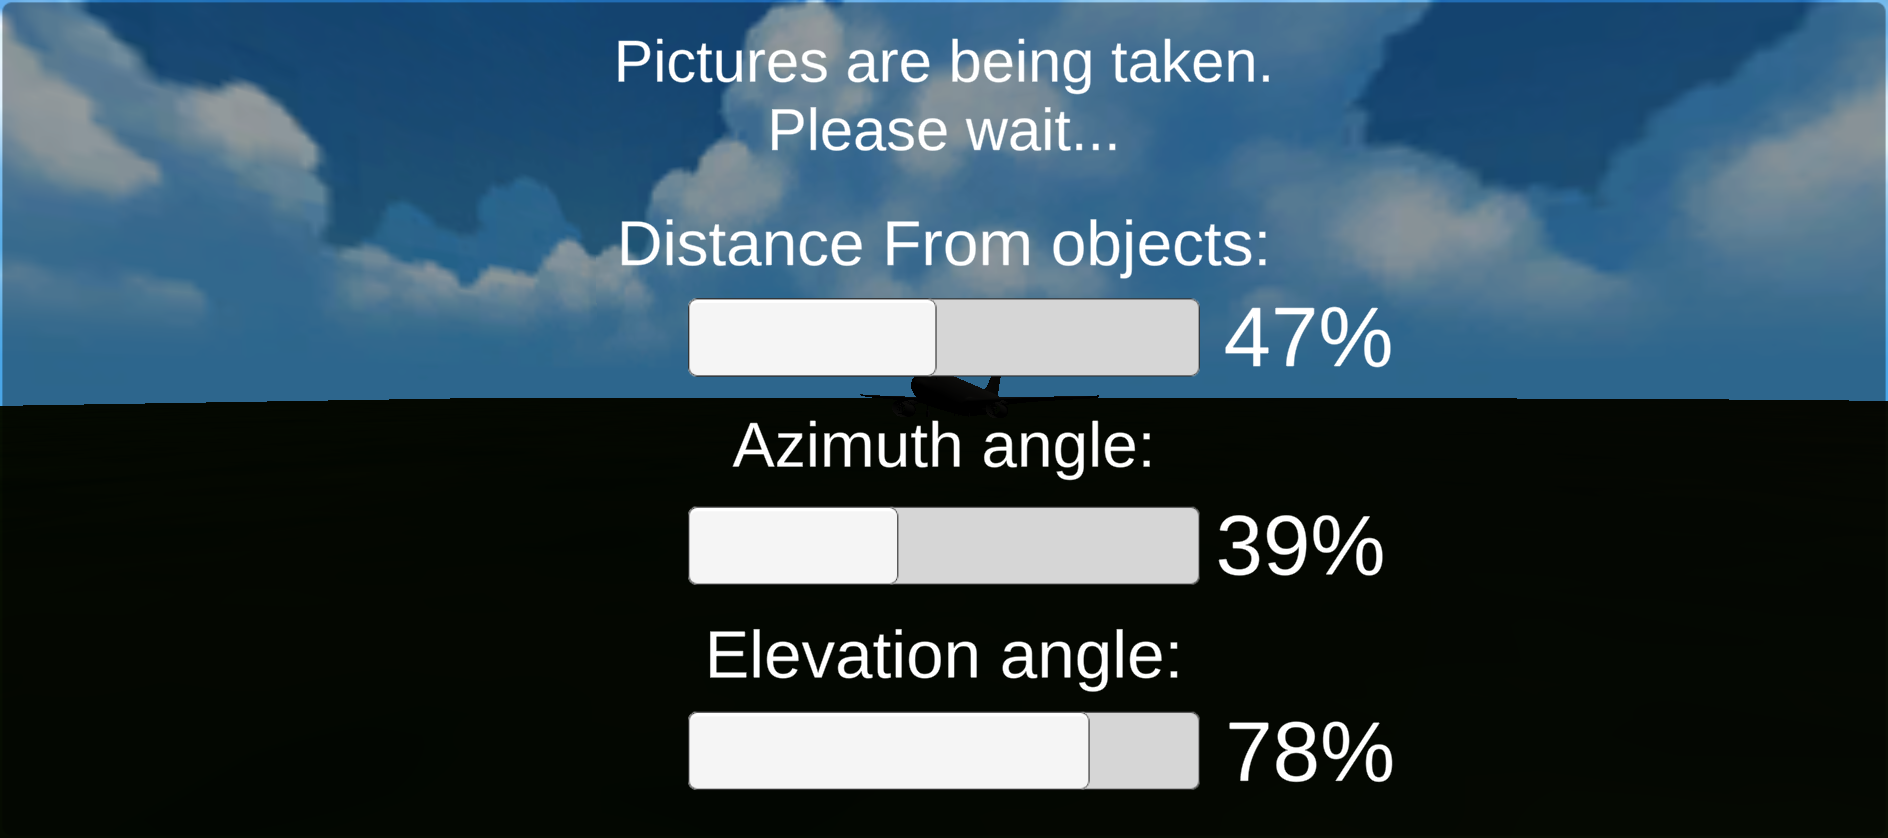 Pictures are being taken.
Please wait...
Distance From objects:
47%
Azimuth angle:
39%
Elevation angle:
78%